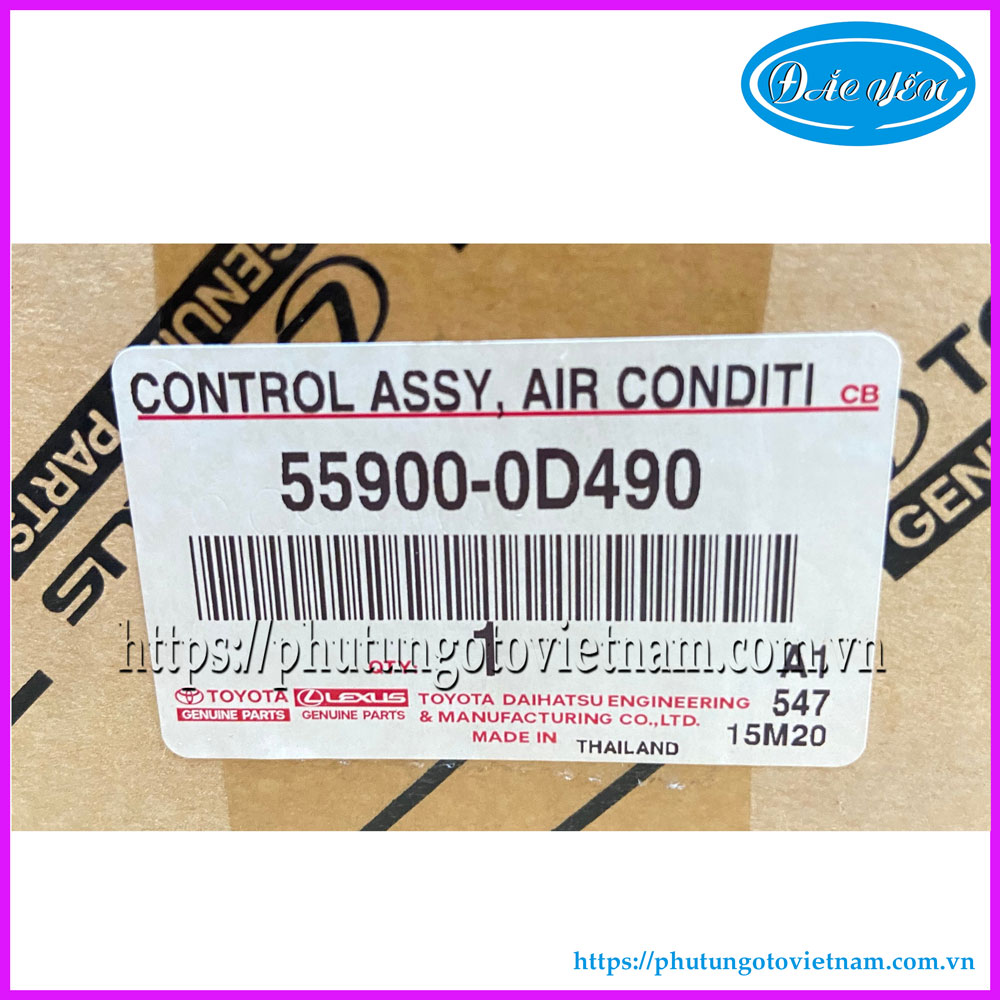 ĐẮC YẾN
GENUINE
PARTS
CONTROL ASSY, AIR CONDITI CB
55900-0D490
https://phutungotovietnam.com.vn
QTY. 1 A1
TOYOTA LEXUS TOYOTA DAIHATSU ENGINEERING 547
GENUINE PARTS GENUINE PARTS & MANUFACTURING CO.,LTD. 15M20
MADE IN THAILAND
https://phutungotovietnam.com.vn